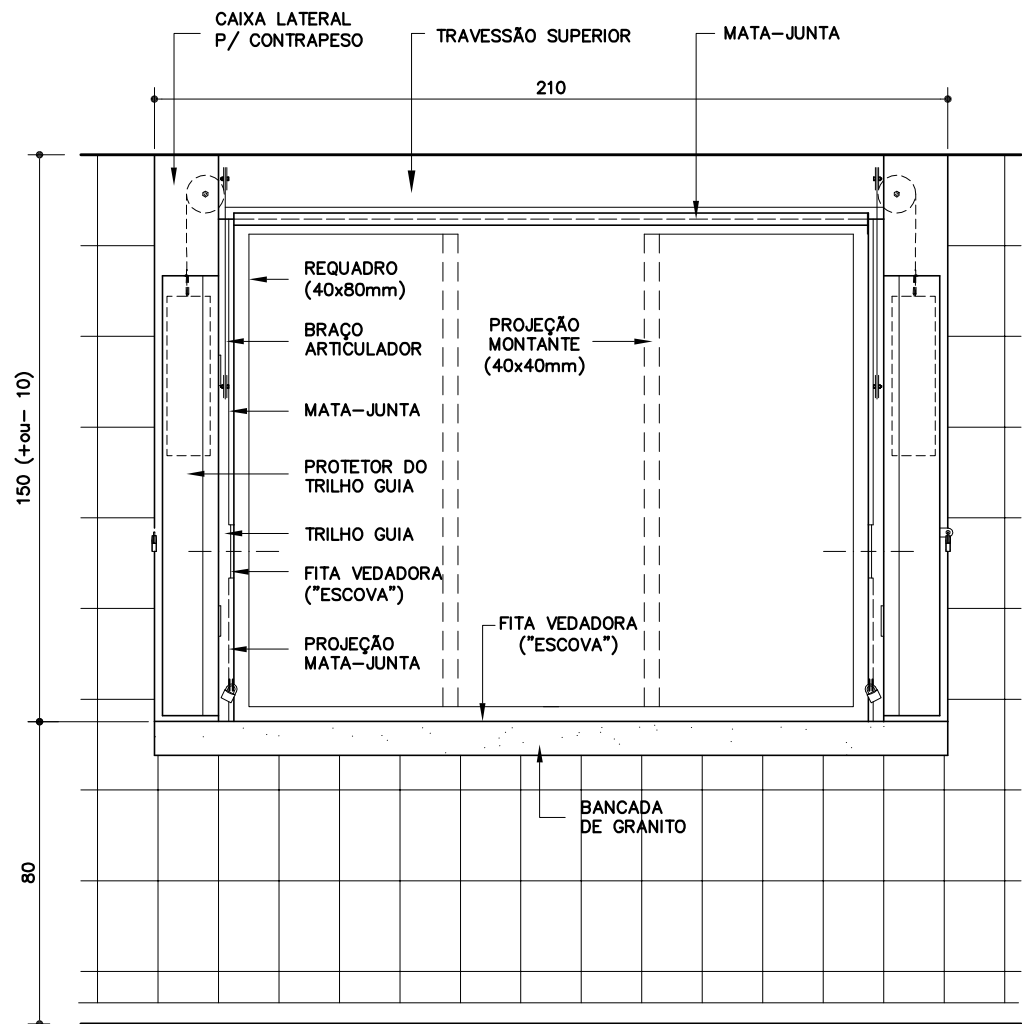 CAIXA LATERAL
P/ CONTRAPESO
TRAVESSÃO SUPERIOR
MATA-JUNTA
210
REQUADRO
(40x80mm)
BRAÇO
ARTICULADOR
PROJEÇÃO
MONTANTE
(40x40mm)
MATA-JUNTA
150 (+ou- 10)
PROTETOR DO
TRILHO GUIA
TRILHO GUIA
FITA VEDADORA
("ESCOVA")
FITA VEDADORA
("ESCOVA")
PROJEÇÃO
MATA-JUNTA
BANCADA
DE GRANITO
80